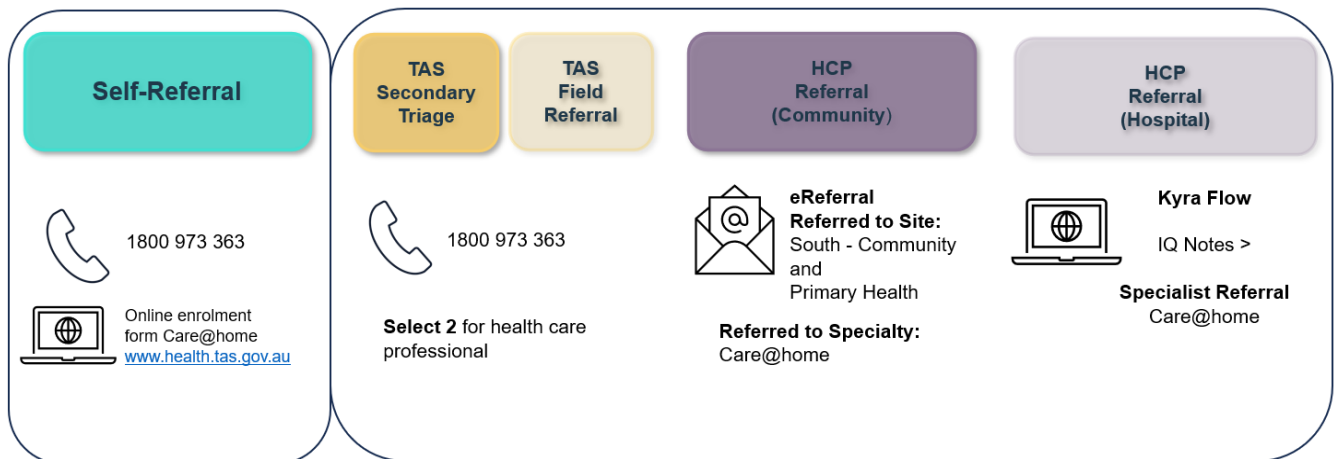 Self-Referral
1800 973 363
Online enrolment
form Care@home
www.health.tas.gov.au
TAS
Secondary
Triage
TAS
Field
Referral
1800 973 363
Select 2 for health care
professional
HCP
Referral
(Community)
@
eReferral
Referred to Site:
South - Community
and
Primary Health
Referred to Specialty:
Care@home
HCP
Referral
(Hospital)
Kyra Flow
IQ Notes >
Specialist Referral
Care@home